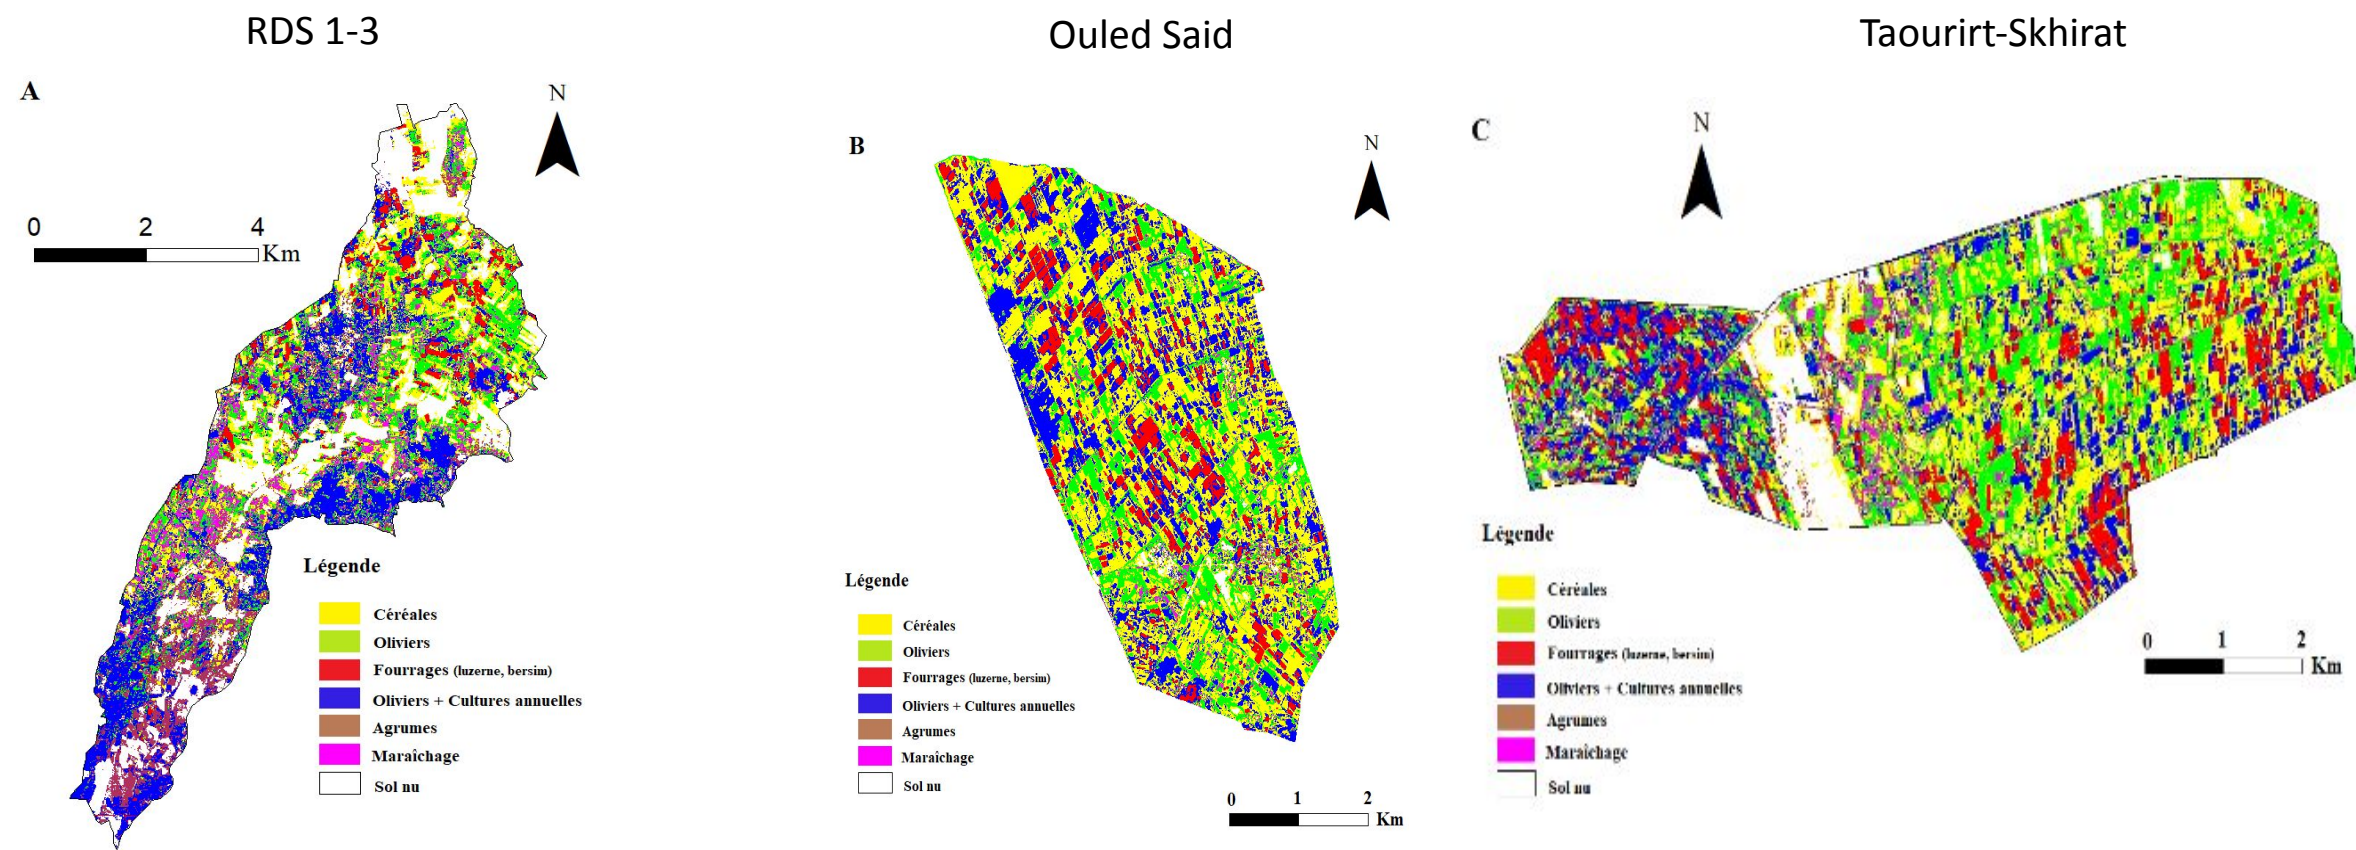 RDS 1-3
Ouled Said
Taourirt-Skhirat
A
N
0 2 4
Km
Légende
Céréales
Oliviers
Fourrages (luzerne, bersim)
Oliviers + Cultures annuelles
Agrumes
Maraîchage
Sol nu
B
N
Légende
Céréales
Oliviers
Fourrages (luzerne, bersim)
Oliviers + Cultures annuelles
Agrumes
Maraîchage
Sol nu
0 1 2
Km
C
N
Légende
Céréales
Oliviers
Fourrages (luzerne, bersim)
Oliviers + Cultures annuelles
Agrumes
Maraîchage
Sol nu
0 1 2
Km